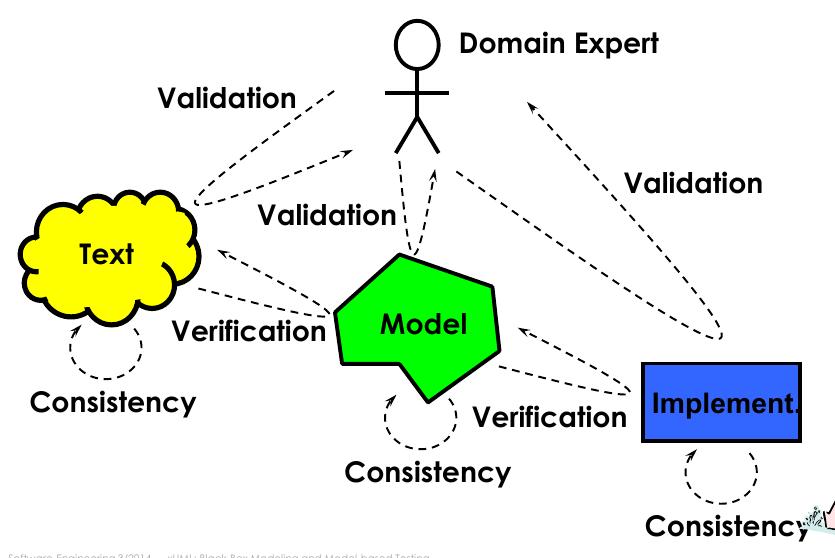 Domain Expert
Validation
Validation
Validation
Text
Model
Verification
Implement.
Consistency
Verification
Consistency
Consistency
Software Engineering 3/2014 xUML: Black Box Modeling and Model-based Testing